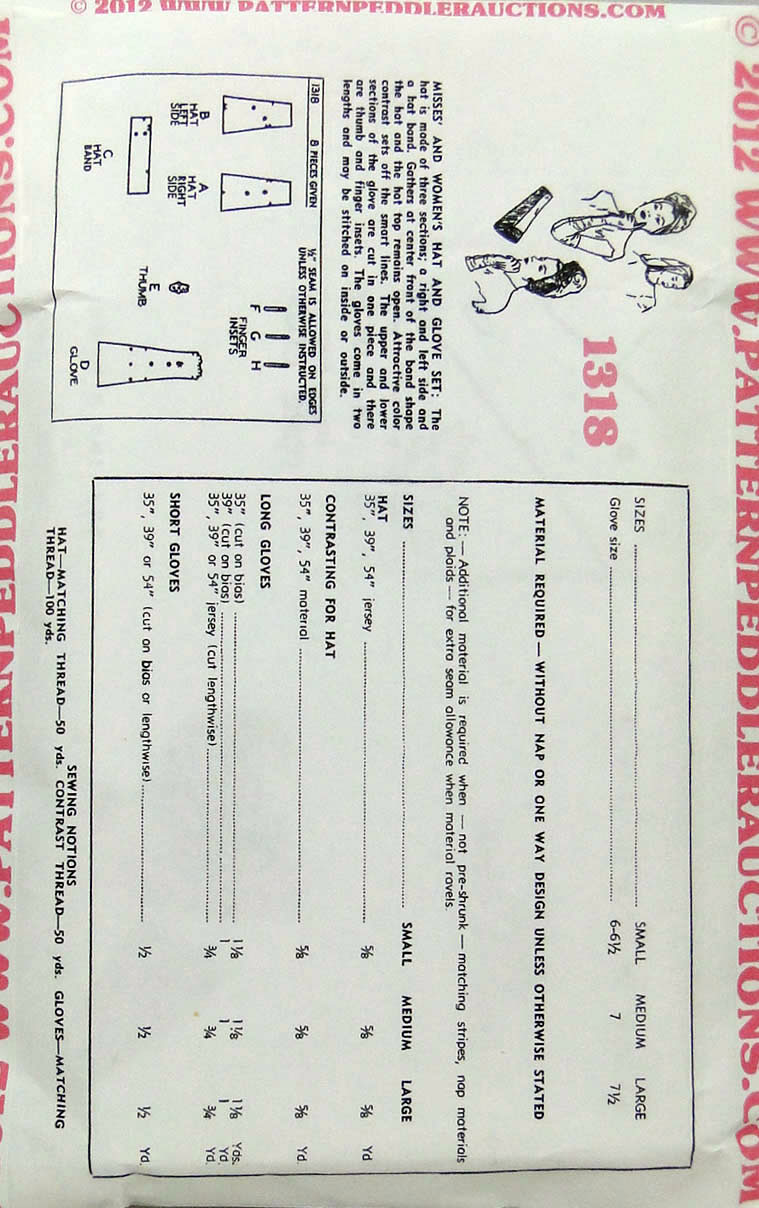 © 2012 WWW.PATTERNPEDDLERAUCTIONS.COM
© 2012 WWW.PATTERNPEDDLERAUCTIONS.COM
1318
MISSES' AND WOMEN'S HAT AND GLOVE SET: The
hat is made of three sections; a right and left side and
a hat band. Gathers at center front of the band shape
the hat and the hat top remains open. Attractive color
contrast sets off the smart lines. The upper and lower
sections of the glove are cut in one piece and there
are thumb and finger insets. The gloves come in two
lengths and may be stitched on inside or outside.
1318 8 PIECES GIVEN
½" SEAM IS ALLOWED ON EDGES
UNLESS OTHERWISE INSTRUCTED.
B
HAT
LEFT
SIDE
A
HAT
RIGHT
SIDE
C
HAT
BAND
F G H
FINGER
INSETS
E
THUMB
D
GLOVE
SIZES SMALL MEDIUM LARGE
Glove size 6-6½ 7 7½
MATERIAL REQUIRED — WITHOUT NAP OR ONE WAY DESIGN UNLESS OTHERWISE STATED
NOTE: — Additional material is required when — not pre-shrunk — matching stripes, nap materials
and plaids — for extra seam allowance when material ravels.
SIZES SMALL MEDIUM LARGE
HAT
35", 39", 54" jersey ⅝ ⅝ ⅝ Yd
CONTRASTING FOR HAT
35", 39", 54" material ⅝ ⅝ ⅝ Yd.
LONG GLOVES
35" (cut on bias) 1⅛ 1⅛ 1⅛ Yds.
39" (cut on bias) 1 1 1 Yd.
35", 39" or 54" jersey (cut lengthwise) ¾ ¾ ¾ Yd.
SHORT GLOVES
35", 39" or 54" (cut on bias or lengthwise) ½ ½ ½ Yd.
SEWING NOTIONS
HAT—MATCHING THREAD—50 yds. CONTRAST THREAD—50 yds. GLOVES—MATCHING
THREAD—100 yds.